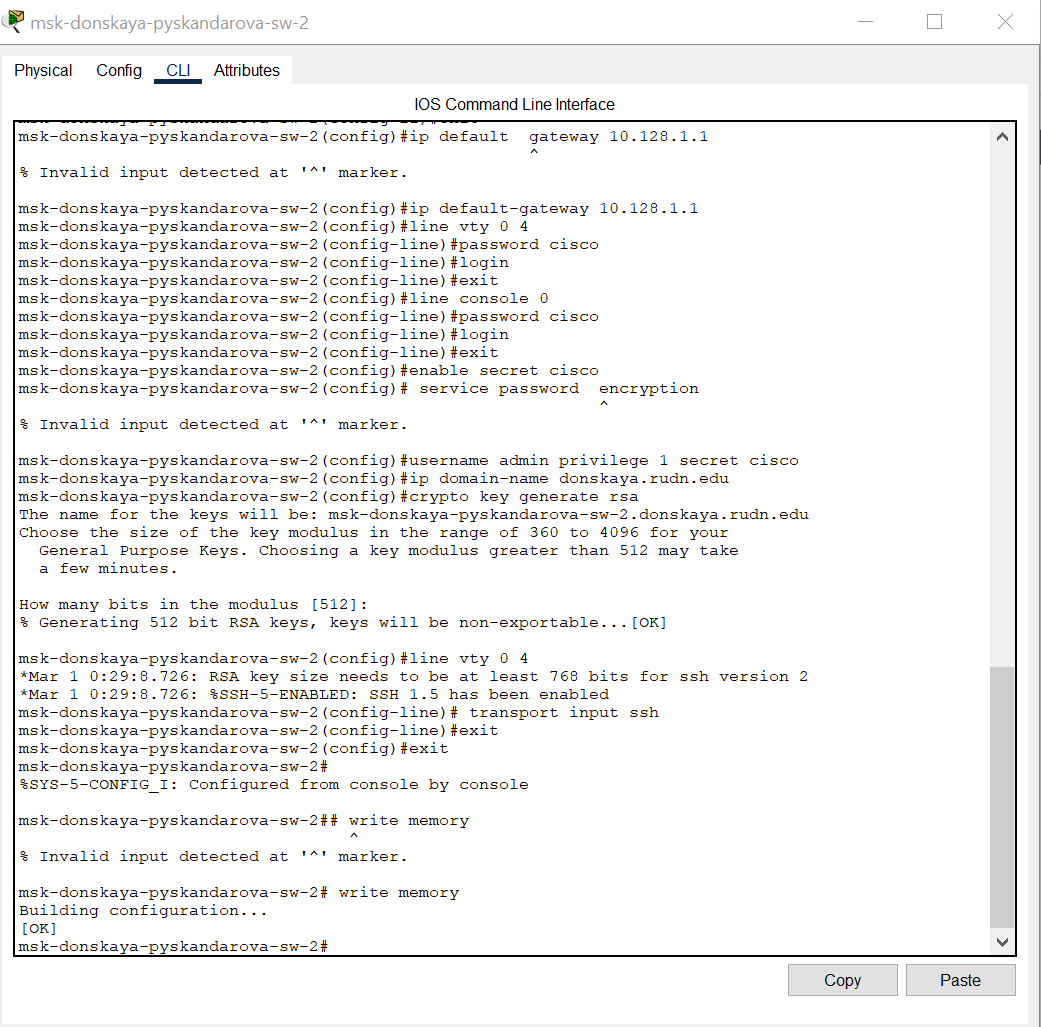 msk-donskaya-pyskandarova-sw-2
Physical Config CLI Attributes
IOS Command Line Interface
msk-donskaya-pyskandarova-sw-2(config)#ip default  gateway 10.128.1.1
^
% Invalid input detected at '^' marker.
msk-donskaya-pyskandarova-sw-2(config)#ip default-gateway 10.128.1.1
msk-donskaya-pyskandarova-sw-2(config)#line vty 0 4
msk-donskaya-pyskandarova-sw-2(config-line)#password cisco
msk-donskaya-pyskandarova-sw-2(config-line)#login
msk-donskaya-pyskandarova-sw-2(config-line)#exit
msk-donskaya-pyskandarova-sw-2(config)#line console 0
msk-donskaya-pyskandarova-sw-2(config-line)#password cisco
msk-donskaya-pyskandarova-sw-2(config-line)#login
msk-donskaya-pyskandarova-sw-2(config-line)#exit
msk-donskaya-pyskandarova-sw-2(config)#enable secret cisco
msk-donskaya-pyskandarova-sw-2(config)# service password  encryption
^
% Invalid input detected at '^' marker.
msk-donskaya-pyskandarova-sw-2(config)#username admin privilege 1 secret cisco
msk-donskaya-pyskandarova-sw-2(config)#ip domain-name donskaya.rudn.edu
msk-donskaya-pyskandarova-sw-2(config)#crypto key generate rsa
The name for the keys will be: msk-donskaya-pyskandarova-sw-2.donskaya.rudn.edu
Choose the size of the key modulus in the range of 360 to 4096 for your
General Purpose Keys. Choosing a key modulus greater than 512 may take
a few minutes.
How many bits in the modulus [512]:
% Generating 512 bit RSA keys, keys will be non-exportable...[OK]
msk-donskaya-pyskandarova-sw-2(config)#line vty 0 4
*Mar 1 0:29:8.726: RSA key size needs to be at least 768 bits for ssh version 2
*Mar 1 0:29:8.726: %SSH-5-ENABLED: SSH 1.5 has been enabled
msk-donskaya-pyskandarova-sw-2(config-line)# transport input ssh
msk-donskaya-pyskandarova-sw-2(config-line)#exit
msk-donskaya-pyskandarova-sw-2(config)#exit
msk-donskaya-pyskandarova-sw-2#
%SYS-5-CONFIG_I: Configured from console by console
msk-donskaya-pyskandarova-sw-2## write memory
^
% Invalid input detected at '^' marker.
msk-donskaya-pyskandarova-sw-2# write memory
Building configuration...
[OK]
msk-donskaya-pyskandarova-sw-2#
Copy Paste